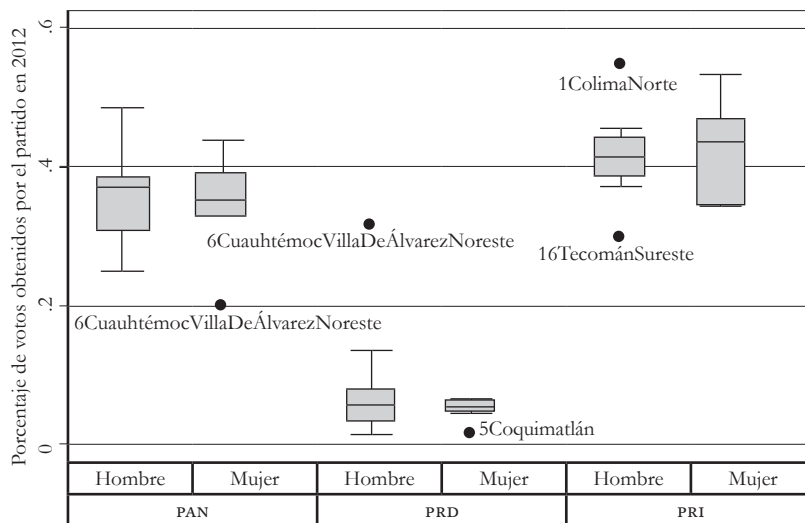 Porcentaje de votos obtenidos por el partido en 2012
.6
.4
.2
0
1ColimaNorte
6CuauhtémocVillaDeÁlvarezNoreste
16TecománSureste
6CuauhtémocVillaDeÁlvarezNoreste
5Coquimatlán
Hombre Mujer Hombre Mujer Hombre Mujer
PAN PRD PRI